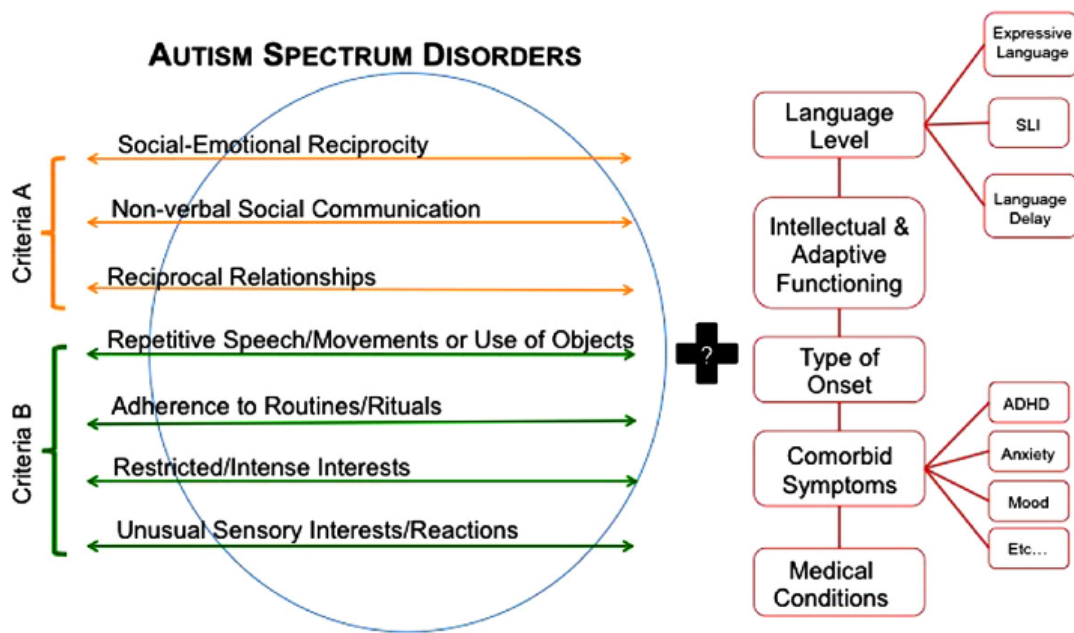 AUTISM SPECTRUM DISORDERS
Criteria A
Social-Emotional Reciprocity
Non-verbal Social Communication
Reciprocal Relationships
Criteria B
Repetitive Speech/Movements or Use of Objects
Adherence to Routines/Rituals
Restricted/Intense Interests
Unusual Sensory Interests/Reactions
?
Language
Level
Expressive
Language
SLI
Language
Delay
Intellectual &
Adaptive
Functioning
Type of
Onset
Comorbid
Symptoms
ADHD
Anxiety
Mood
Etc...
Medical
Conditions